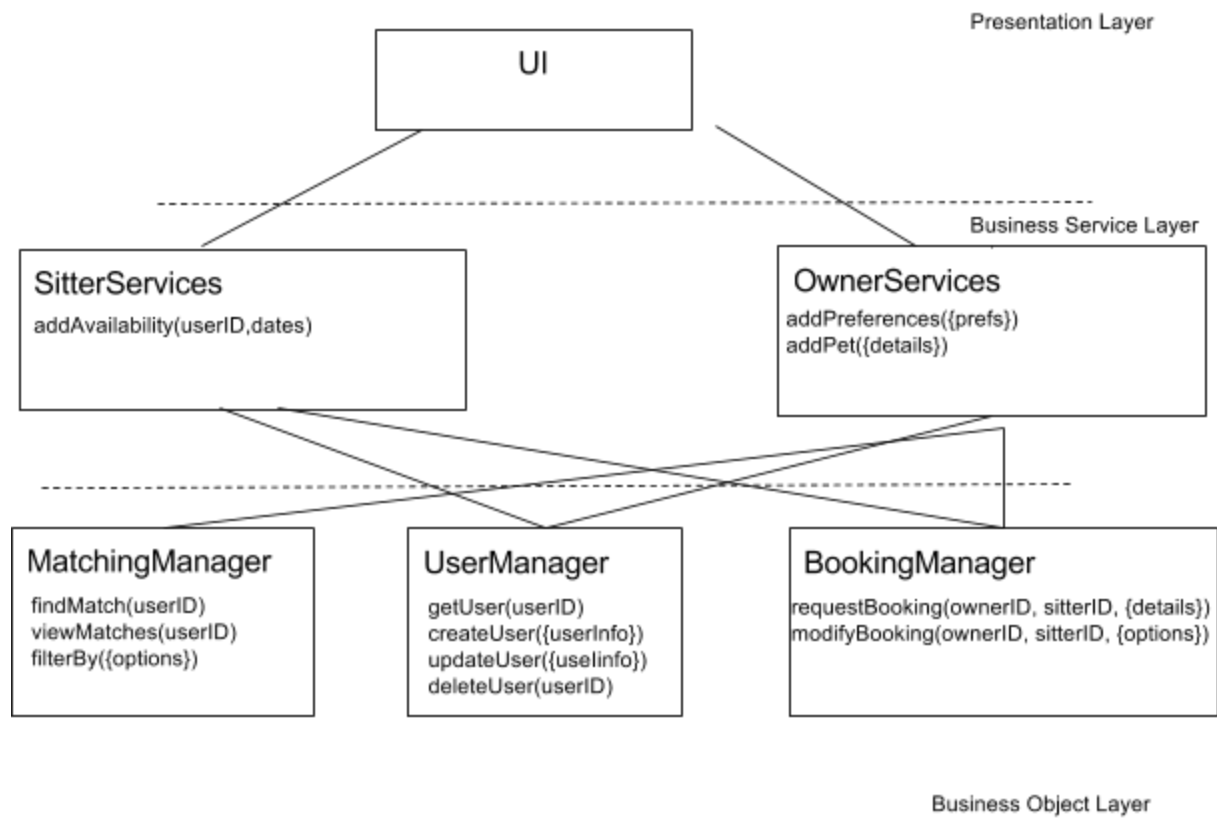 Presentation Layer
UI
Business Service Layer
SitterServices
addAvailability(userID,dates)
OwnerServices
addPreferences({prefs})
addPet({details})
MatchingManager
findMatch(userID)
viewMatches(userID)
filterBy({options})
UserManager
getUser(userID)
createUser({userInfo})
updateUser({uselinfo})
deleteUser(userID)
BookingManager
requestBooking(ownerID, sitterID, {details})
modifyBooking(ownerID, sitterID, {options})
Business Object Layer